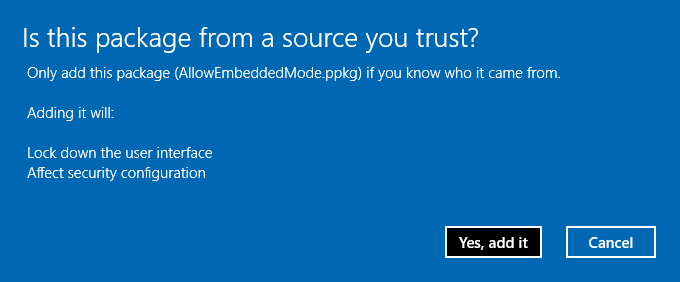 Is this package from a source you trust?
Only add this package (AllowEmbeddedMode.ppkg) if you know who it came from.
Adding it will:
Lock down the user interface
Affect security configuration
Yes, add it
Cancel